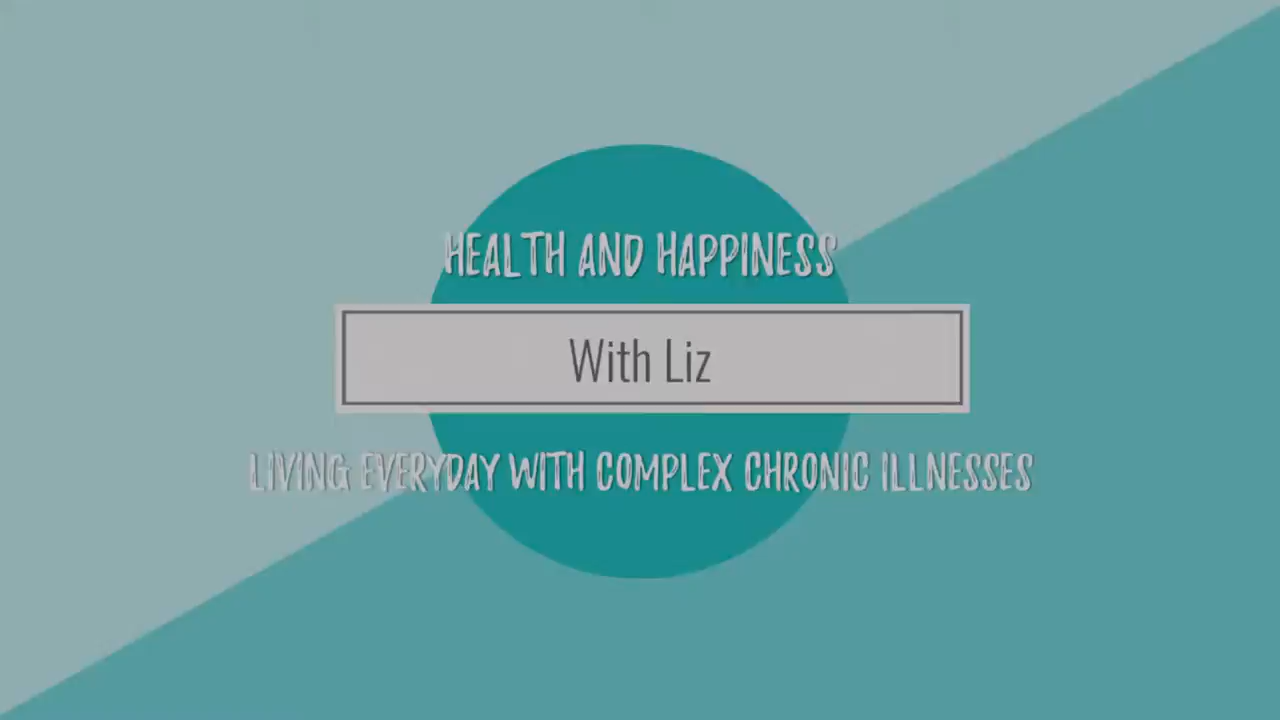 HEALTH AND HAPPINESS
With Liz
LIVING EVERYDAY WITH COMPLEX CHRONIC ILLNESSES